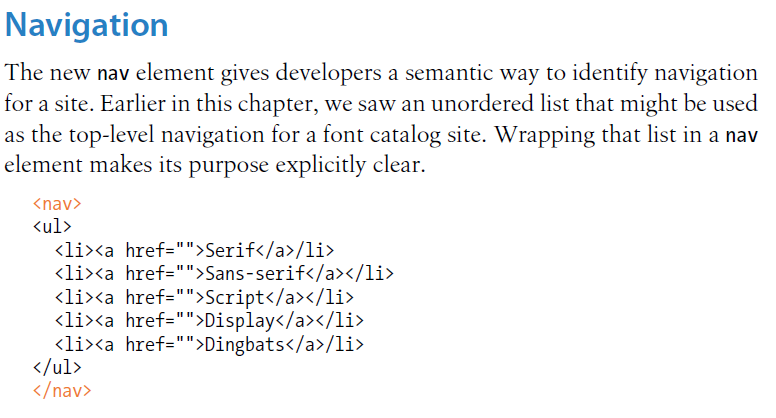 Navigation
The new nav element gives developers a semantic way to identify navigation
for a site. Earlier in this chapter, we saw an unordered list that might be used
as the top-level navigation for a font catalog site. Wrapping that list in a nav
element makes its purpose explicitly clear.
<nav>
<ul>
<li><a href="">Serif</a>/li>
<li><a href="">Sans-serif</a></li>
<li><a href="">Script</a></li>
<li><a href="">Display</a></li>
<li><a href="">Dingbats</a>/li>
</ul>
</nav>